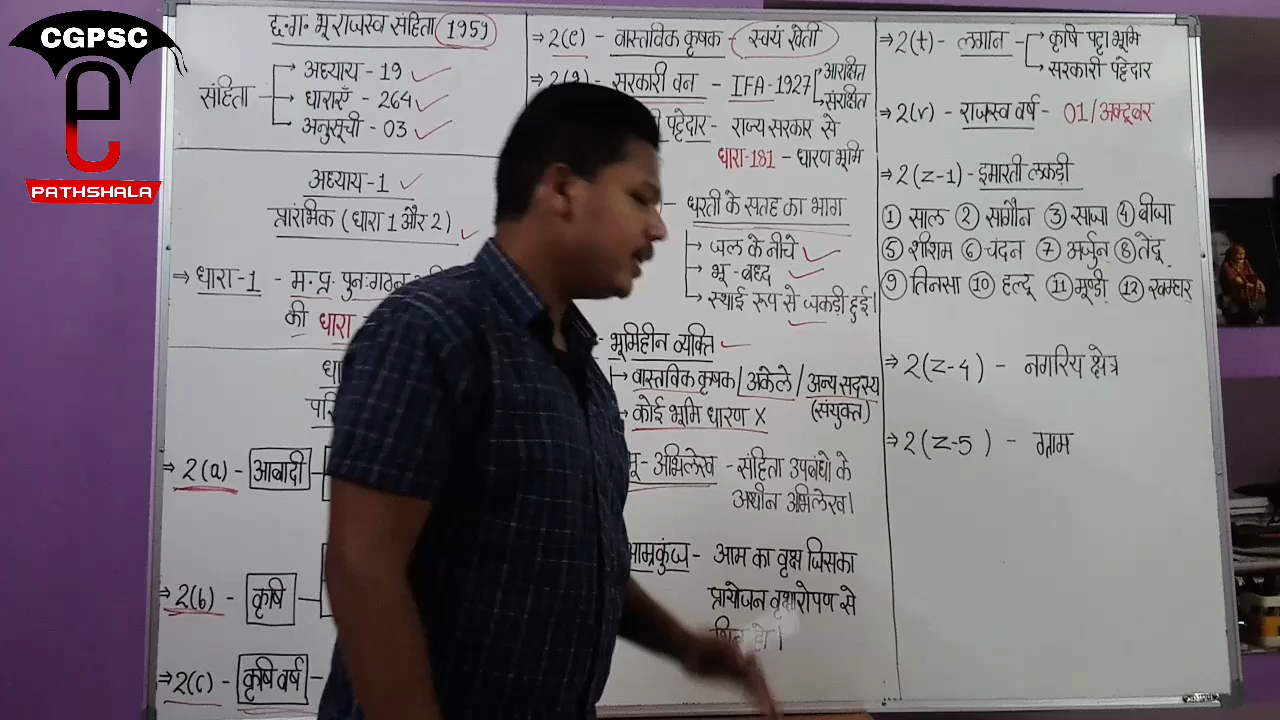 CGPSC
e
PATHSHALA
छ.ग. भू-राजस्व संहिता 1959
संहिता
अध्याय - 19
धाराएँ - 264
अनुसूची - 03
अध्याय-1
प्रारंभिक (धारा 1 और 2)
⇒ धारा-1 - म.प्र. पुनःगठन
की धारा
⇒ 2(a) - आबादी
⇒ 2(b) - कृषि
⇒ 2(c) - कृषि वर्ष -
⇒ 2(e) - वास्तविक कृषक - स्वयं खेती
सरकारी वन - IFA-1927
आरक्षित
संरक्षित
पट्टेदार - राज्य सरकार से
धारा-181 - धारण भूमि
- धरती के सतह का भाग
जल के नीचे
भू-बध्द
स्थाई रूप से जकड़ी हुई।
- भूमिहीन व्यक्ति
वास्तविक कृषक / अकेले / अन्य सदस्य
(संयुक्त)
कोई भूमि धारण X
भू-अभिलेख - संहिता उपबंधो के
अधीन अभिलेख।
आम्रकुंज - आम का वृक्ष जिसका
प्रायोजन वृक्षारोपण से
भिन्न हो।
⇒ 2(t) - लगान
कृषि पट्टा भूमि
सरकारी पट्टेदार
⇒ 2(v) - राजस्व वर्ष - 01/अक्टूबर
⇒ 2(z-1) - इमारती लकड़ी
① साल ② सागौन ③ साजा ④ बीजा
⑤ शीशम ⑥ चंदन ⑦ अर्जुन ⑧ तेंदू
⑨ तिनसा ⑩ हल्दू ⑪ मूण्डी ⑫ खम्हार
⇒ 2(z-4) - नगरिय क्षेत्र
⇒ 2(z-5) - ग्राम